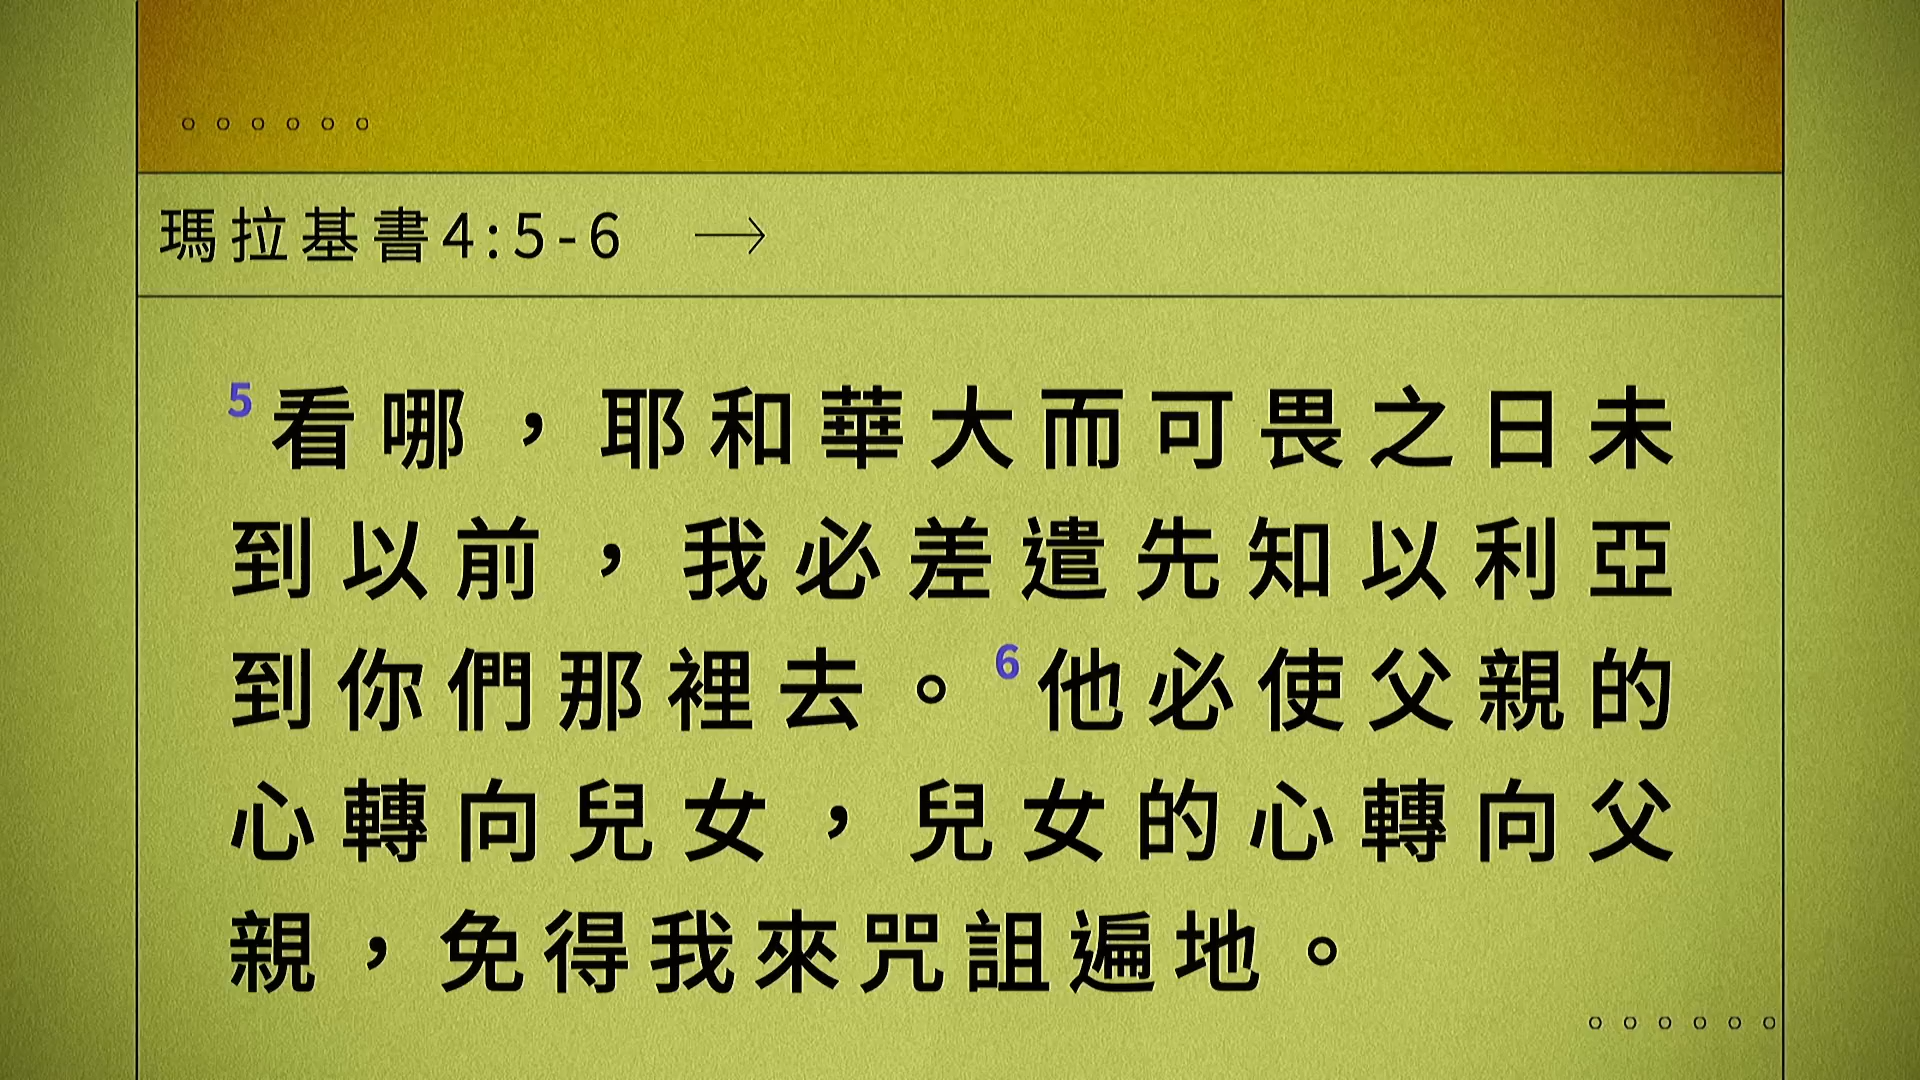 瑪拉基書4:5-6 →
5看哪，耶和華大而可畏之日未
到以前，我必差遣先知以利亞
到你們那裡去。6他必使父親的
心轉向兒女，兒女的心轉向父
親，免得我來咒詛遍地。